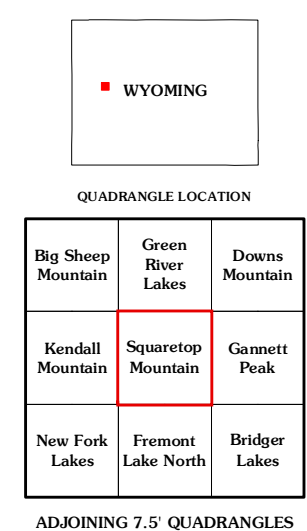 WYOMING
QUADRANGLE LOCATION
Big Sheep
Mountain
Green
River
Lakes
Downs
Mountain
Kendall
Mountain
Squaretop
Mountain
Gannett
Peak
New Fork
Lakes
Fremont
Lake North
Bridger
Lakes
ADJOINING 7.5' QUADRANGLES